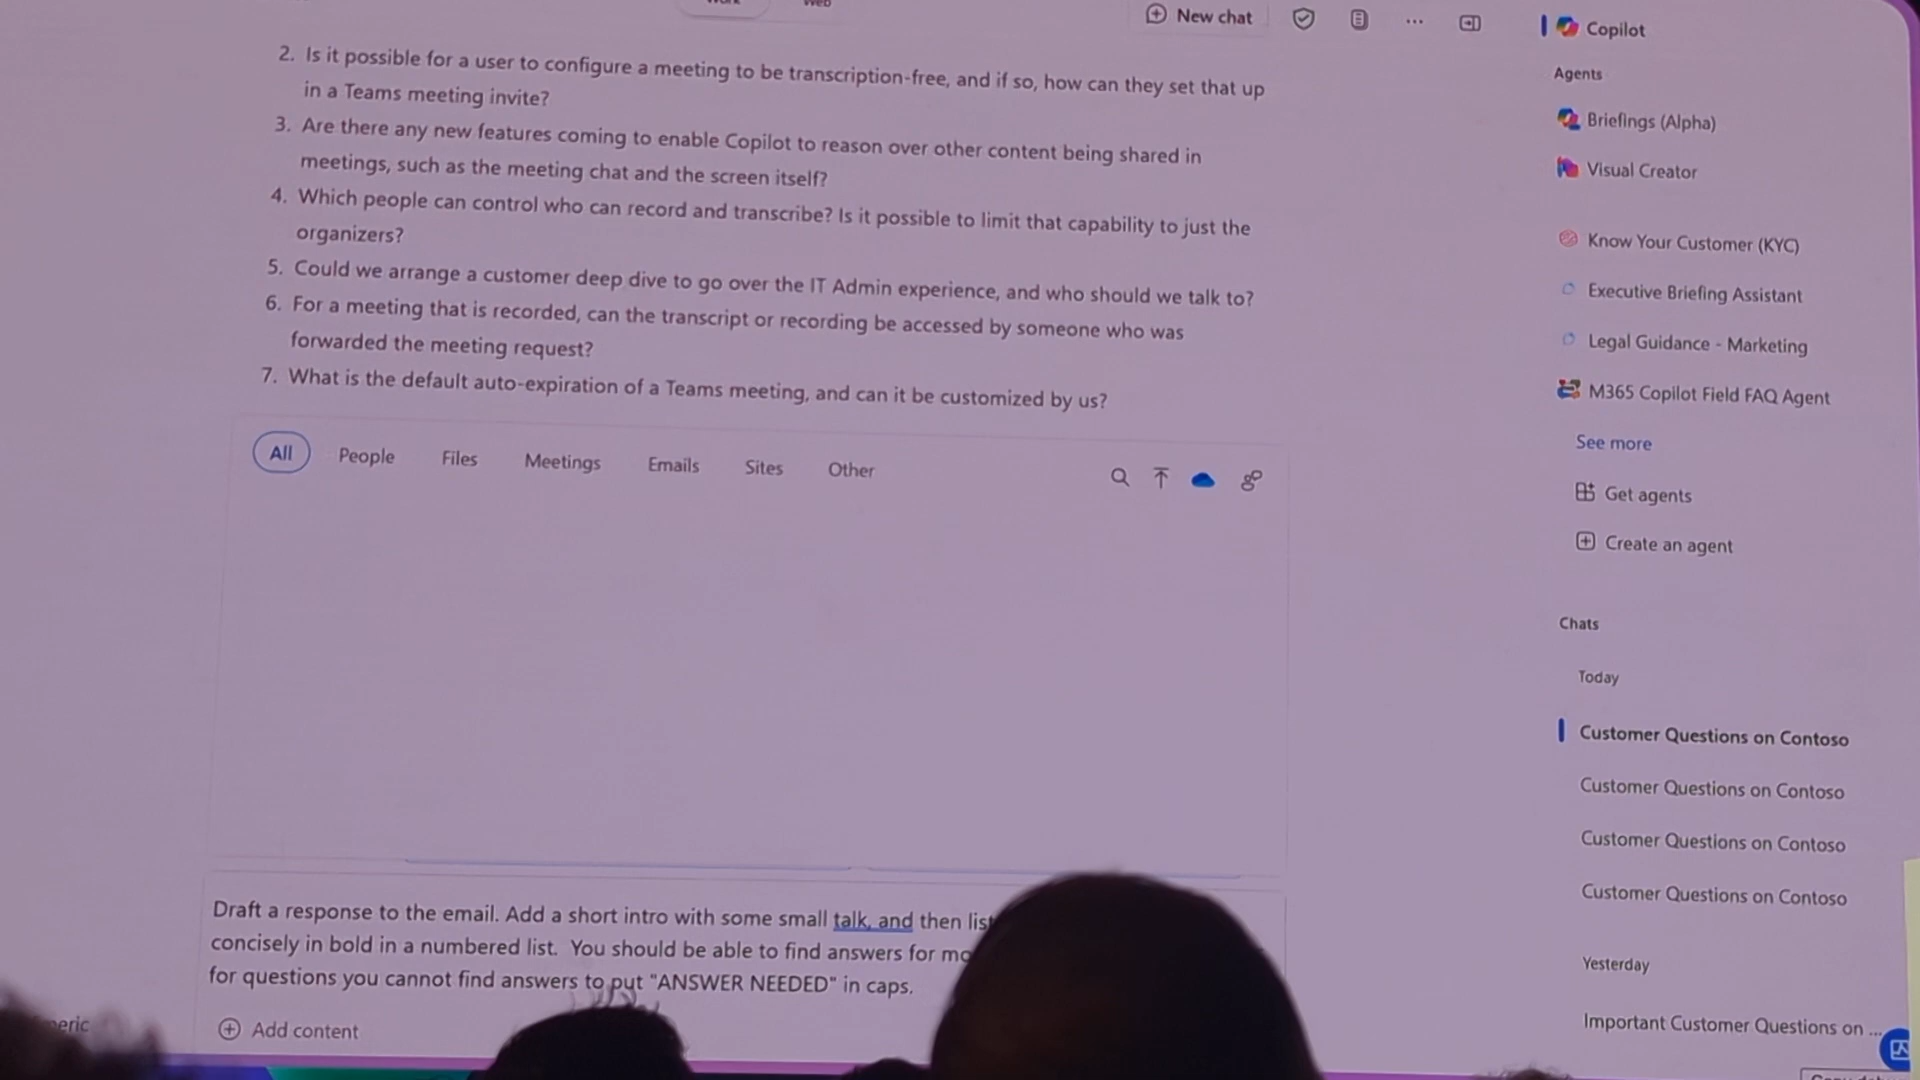 Work
Web
New chat
...
2. Is it possible for a user to configure a meeting to be transcription-free, and if so, how can they set that up
in a Teams meeting invite?
3. Are there any new features coming to enable Copilot to reason over other content being shared in
meetings, such as the meeting chat and the screen itself?
4. Which people can control who can record and transcribe? Is it possible to limit that capability to just the
organizers?
5. Could we arrange a customer deep dive to go over the IT Admin experience, and who should we talk to?
6. For a meeting that is recorded, can the transcript or recording be accessed by someone who was
forwarded the meeting request?
7. What is the default auto-expiration of a Teams meeting, and can it be customized by us?
All
People
Files
Meetings
Emails
Sites
Other
Draft a response to the email. Add a short intro with some small talk, and then list
concisely in bold in a numbered list. You should be able to find answers for
for questions you cannot find answers to put "ANSWER NEEDED" in caps.
Add content
Copilot
Agents
Briefings (Alpha)
Visual Creator
Know Your Customer (KYC)
Executive Briefing Assistant
Legal Guidance - Marketing
M365 Copilot Field FAQ Agent
See more
Get agents
Create an agent
Chats
Today
Customer Questions on Contoso
Customer Questions on Contoso
Customer Questions on Contoso
Customer Questions on Contoso
Yesterday
Important Customer Questions on ...